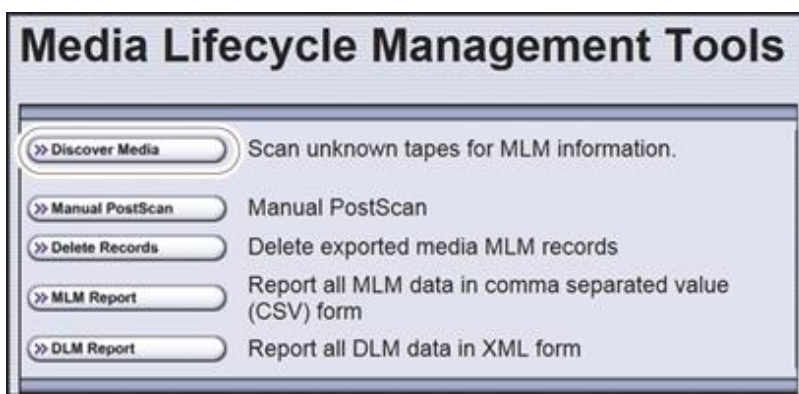 Media Lifecycle Management Tools
>> Discover Media Scan unknown tapes for MLM information.
>> Manual PostScan Manual PostScan
>> Delete Records Delete exported media MLM records
>> MLM Report Report all MLM data in comma separated value
(CSV) form
>> DLM Report Report all DLM data in XML form